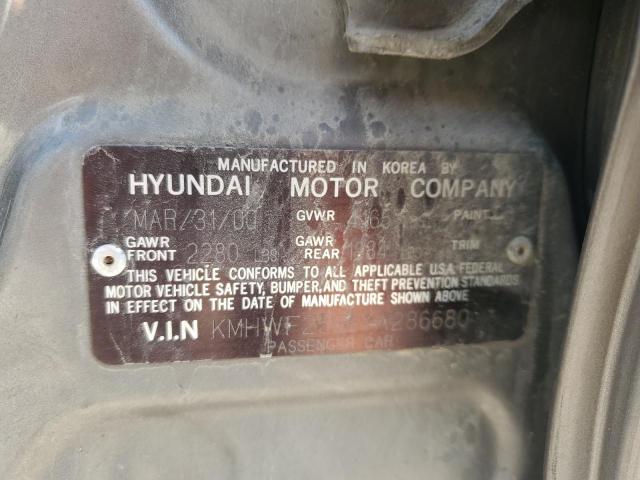 MANUFACTURED IN KOREA BY
HYUNDAI MOTOR COMPANY
MAR/31/00 GVWR PAINT
GAWR FRONT 2280 LBS GAWR REAR TRIM
THIS VEHICLE CONFORMS TO ALL APPLICABLE U.S.A. FEDERAL
MOTOR VEHICLE SAFETY, BUMPER, AND THEFT PREVENTION STANDARDS
IN EFFECT ON THE DATE OF MANUFACTURE SHOWN ABOVE
V.I.N
PASSENGER CAR